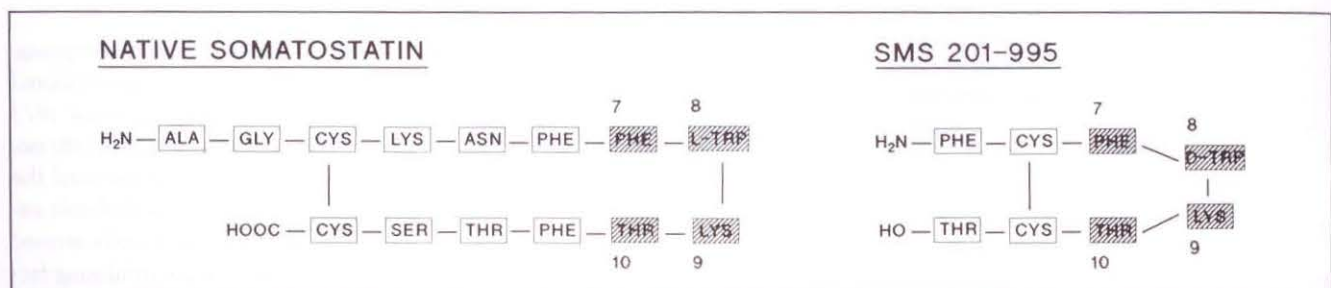 NATIVE SOMATOSTATIN
7 8
H₂N — ALA — GLY — CYS — LYS — ASN — PHE — PHE — L-TRP
HOOC — CYS — SER — THR — PHE — THR — LYS
10 9
SMS 201-995
7
8
H₂N — PHE — CYS — PHE
D-TRP
LYS
HO — THR — CYS — THR
9
10